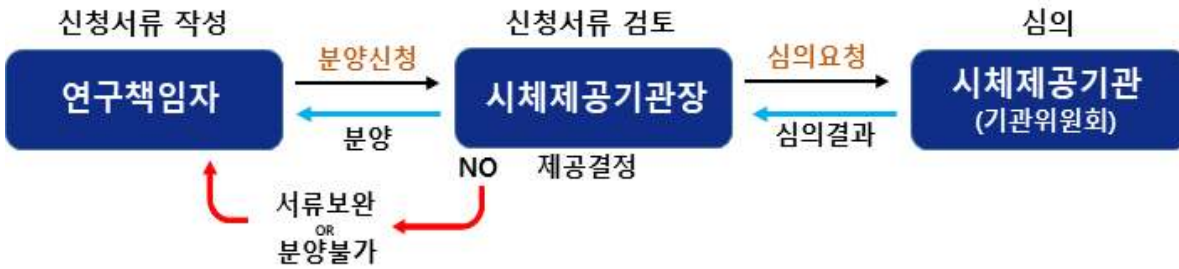 신청서류 작성
신청서류 검토
심의
연구책임자
분양신청
분양
시체제공기관장
심의요청
심의결과
시체제공기관
(기관위원회)
NO
제공결정
서류보완
OR
분양불가